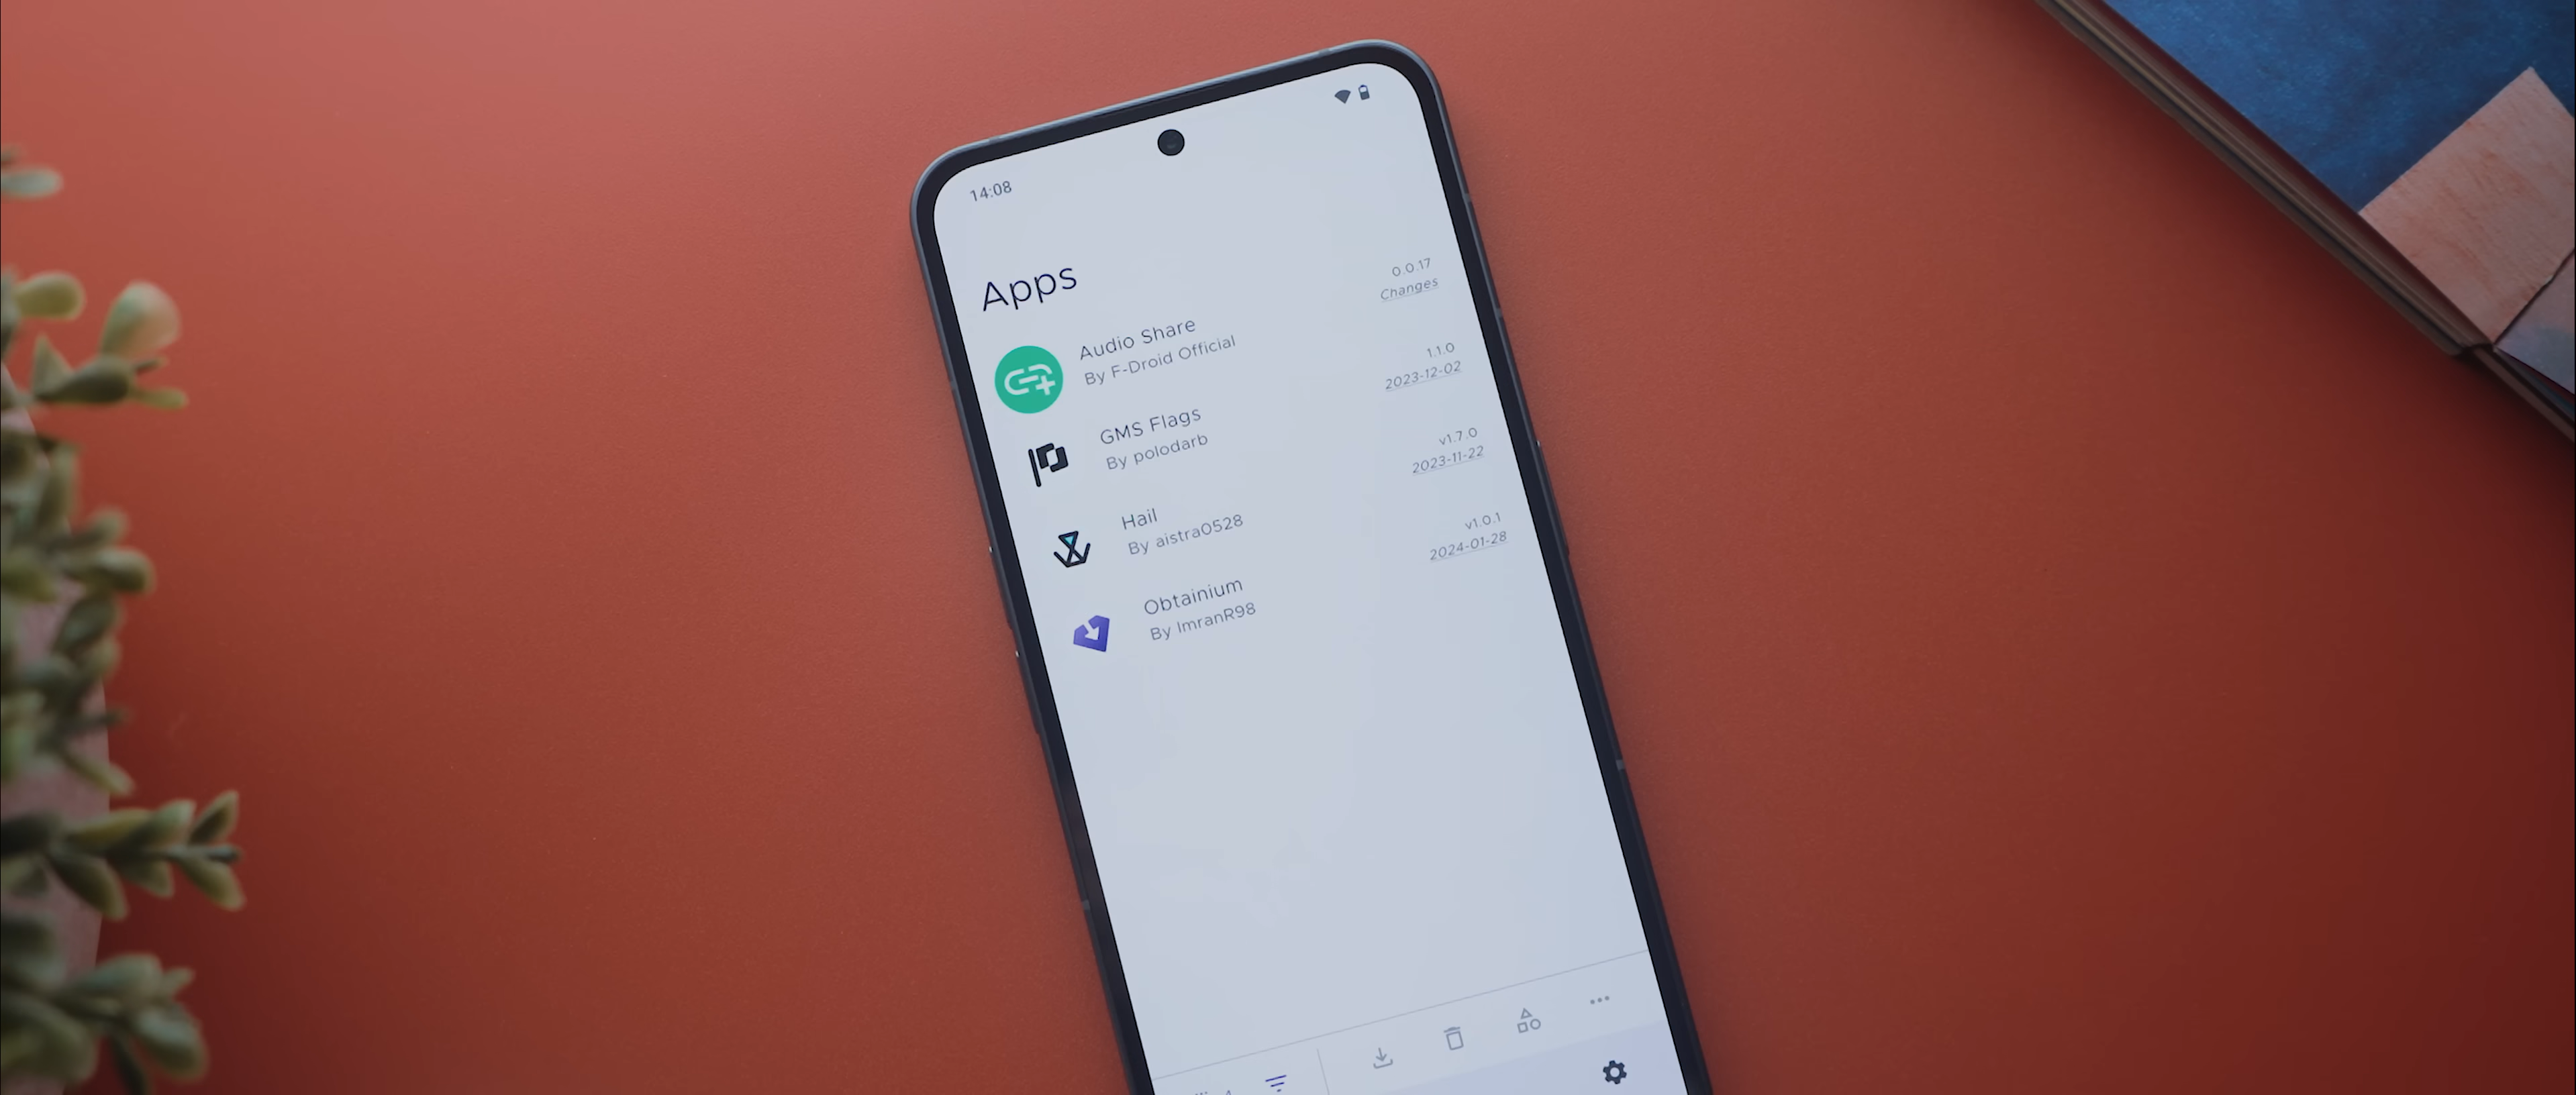 14:08
Apps
Audio Share
By F-Droid Official
0.0.17
Changes
GMS Flags
By polodarb
1.1.0
2023-12-02
Hail
By aistra0528
v1.7.0
2023-11-22
Obtainium
By ImranR98
v1.0.1
2024-01-28